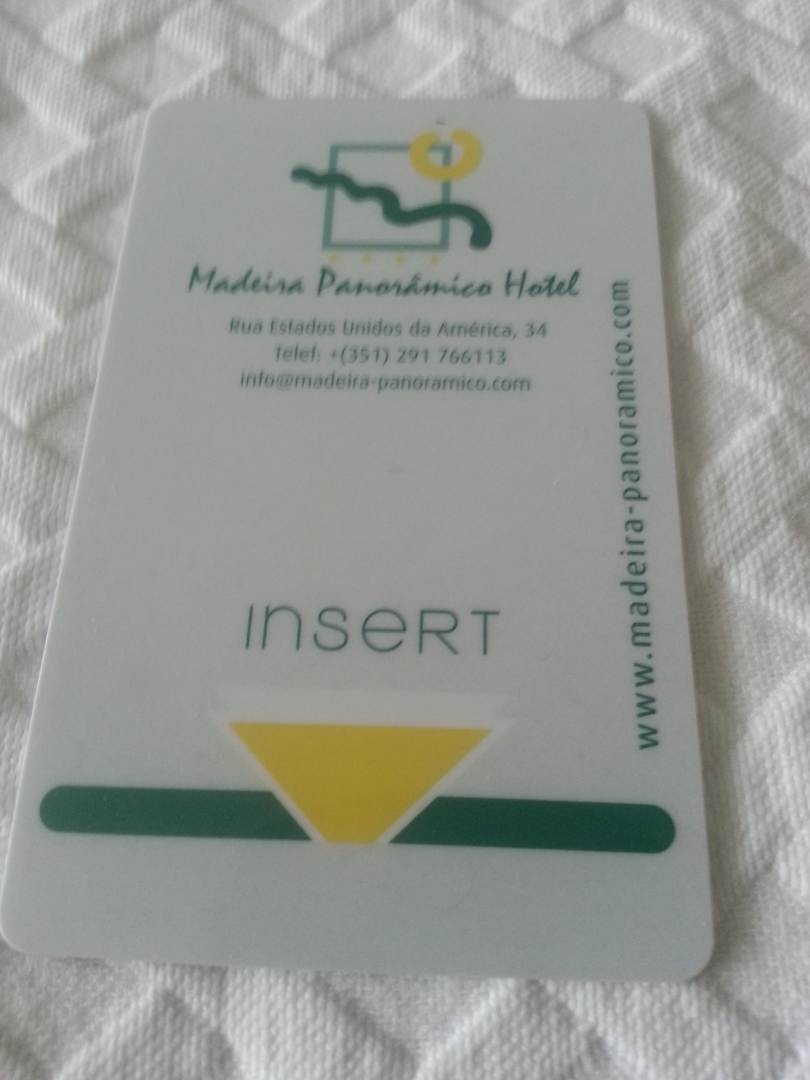 Madeira Panorâmico Hotel
Rua Estados Unidos da América, 34
Telef: +(351) 291 766113
info@madeira-panoramico.com
www.madeira-panoramico.com
INSERT